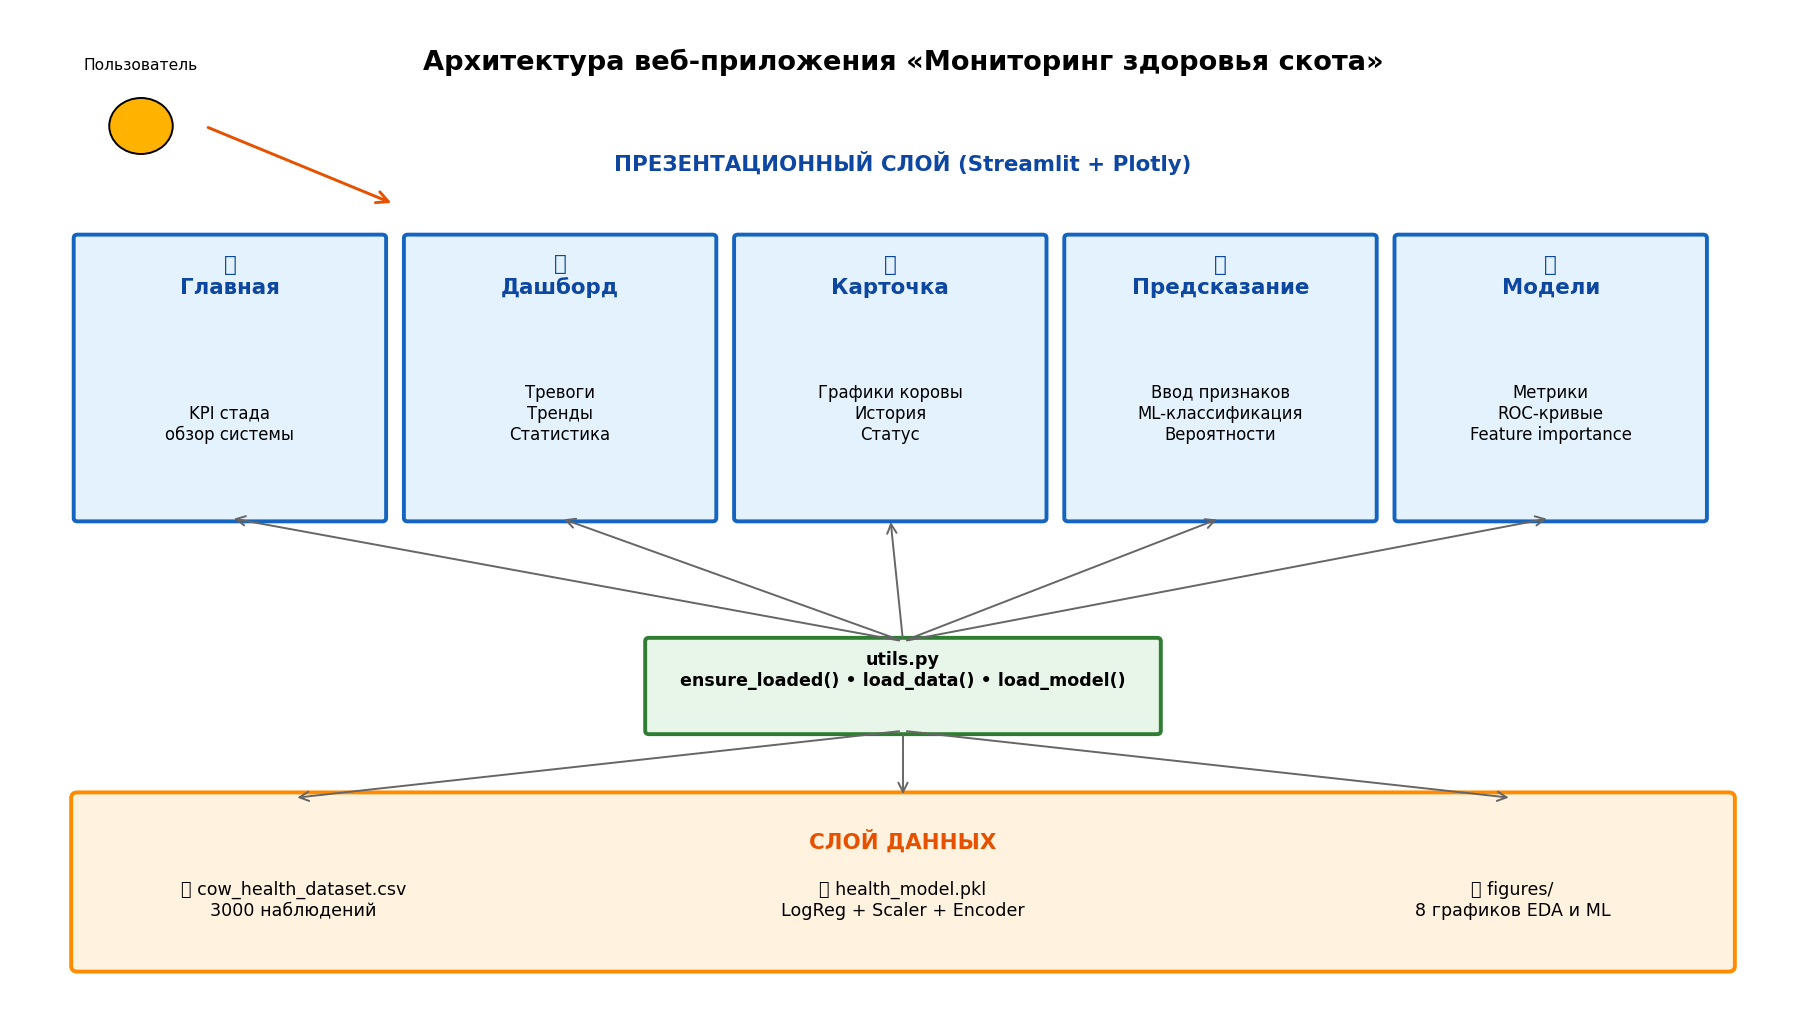 Пользователь
Архитектура веб-приложения «Мониторинг здоровья скота»
ПРЕЗЕНТАЦИОННЫЙ СЛОЙ (Streamlit + Plotly)
Главная
KPI стада
обзор системы
Дашборд
Тревоги
Тренды
Статистика
Карточка
Графики коровы
История
Статус
Предсказание
Ввод признаков
ML-классификация
Вероятности
Модели
Метрики
ROC-кривые
Feature importance
utils.py
ensure_loaded() • load_data() • load_model()
СЛОЙ ДАННЫХ
cow_health_dataset.csv
3000 наблюдений
health_model.pkl
LogReg + Scaler + Encoder
figures/
8 графиков EDA и ML